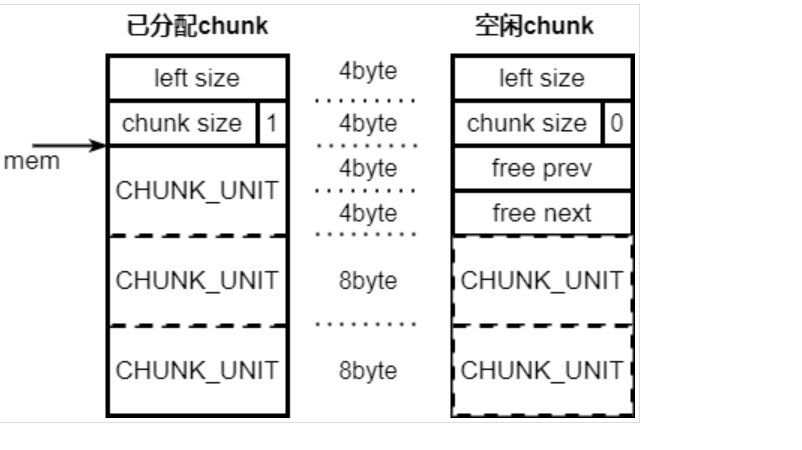 已分配chunk 空闲chunk
left size 4byte left size
chunk size 1 4byte chunk size 0
mem
4byte free prev
CHUNK_UNIT
4byte free next
CHUNK_UNIT 8byte CHUNK_UNIT
CHUNK_UNIT 8byte CHUNK_UNIT